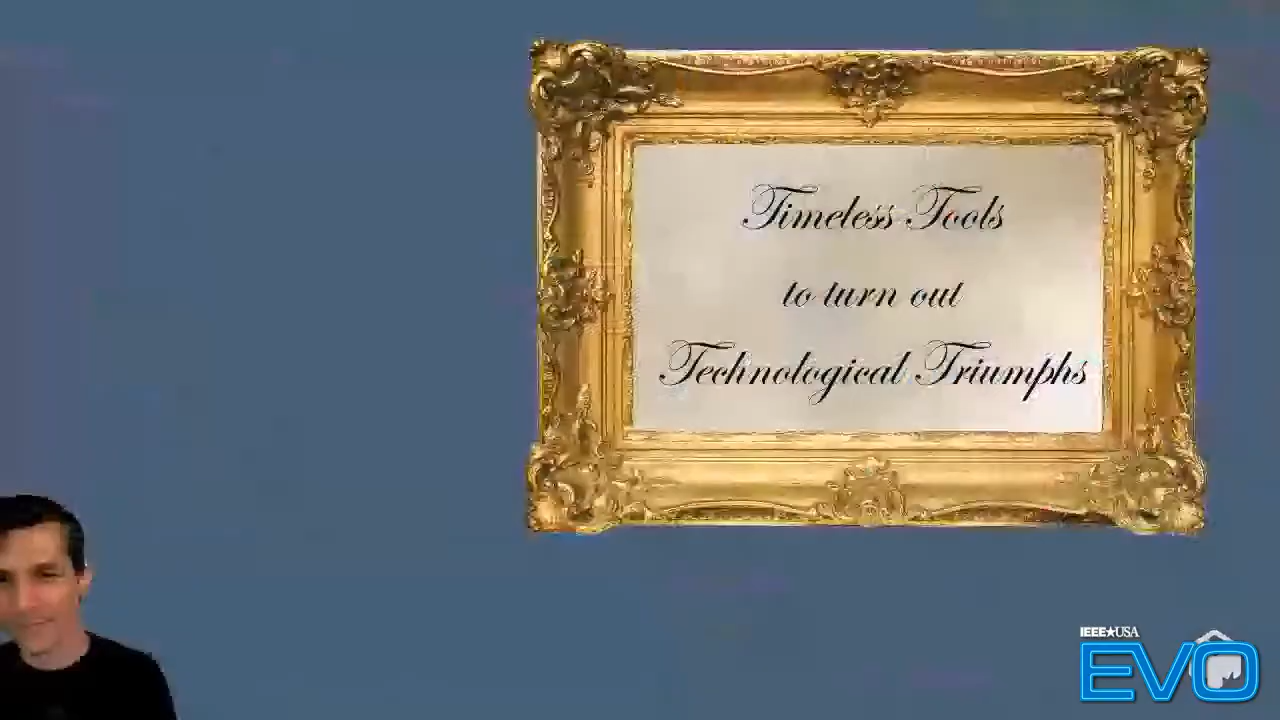 Timeless Tools
to turn out
Technological Triumphs
IEEE★USA
EVO